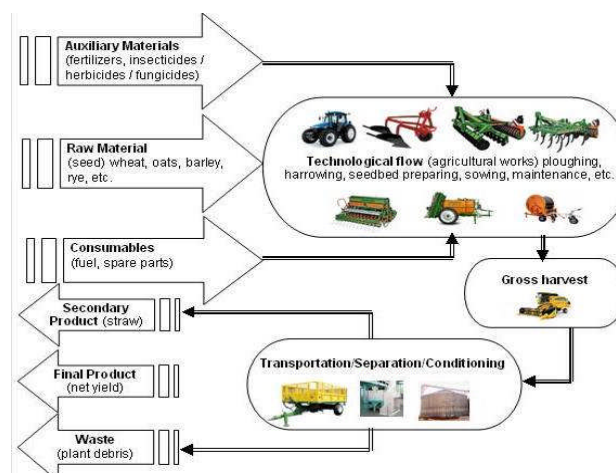 Auxiliary Materials
(fertilizers, insecticides /
herbicides / fungicides)
Raw Material
(seed) wheat, oats, barley,
rye, etc.
Consumables
(fuel, spare parts)
Technological flow (agricultural works) ploughing,
harrowing, seedbed preparing, sowing, maintenance, etc.
Gross harvest
Transportation/Separation/Conditioning
Secondary
Product (straw)
Final Product
(net yield)
Waste
(plant debris)